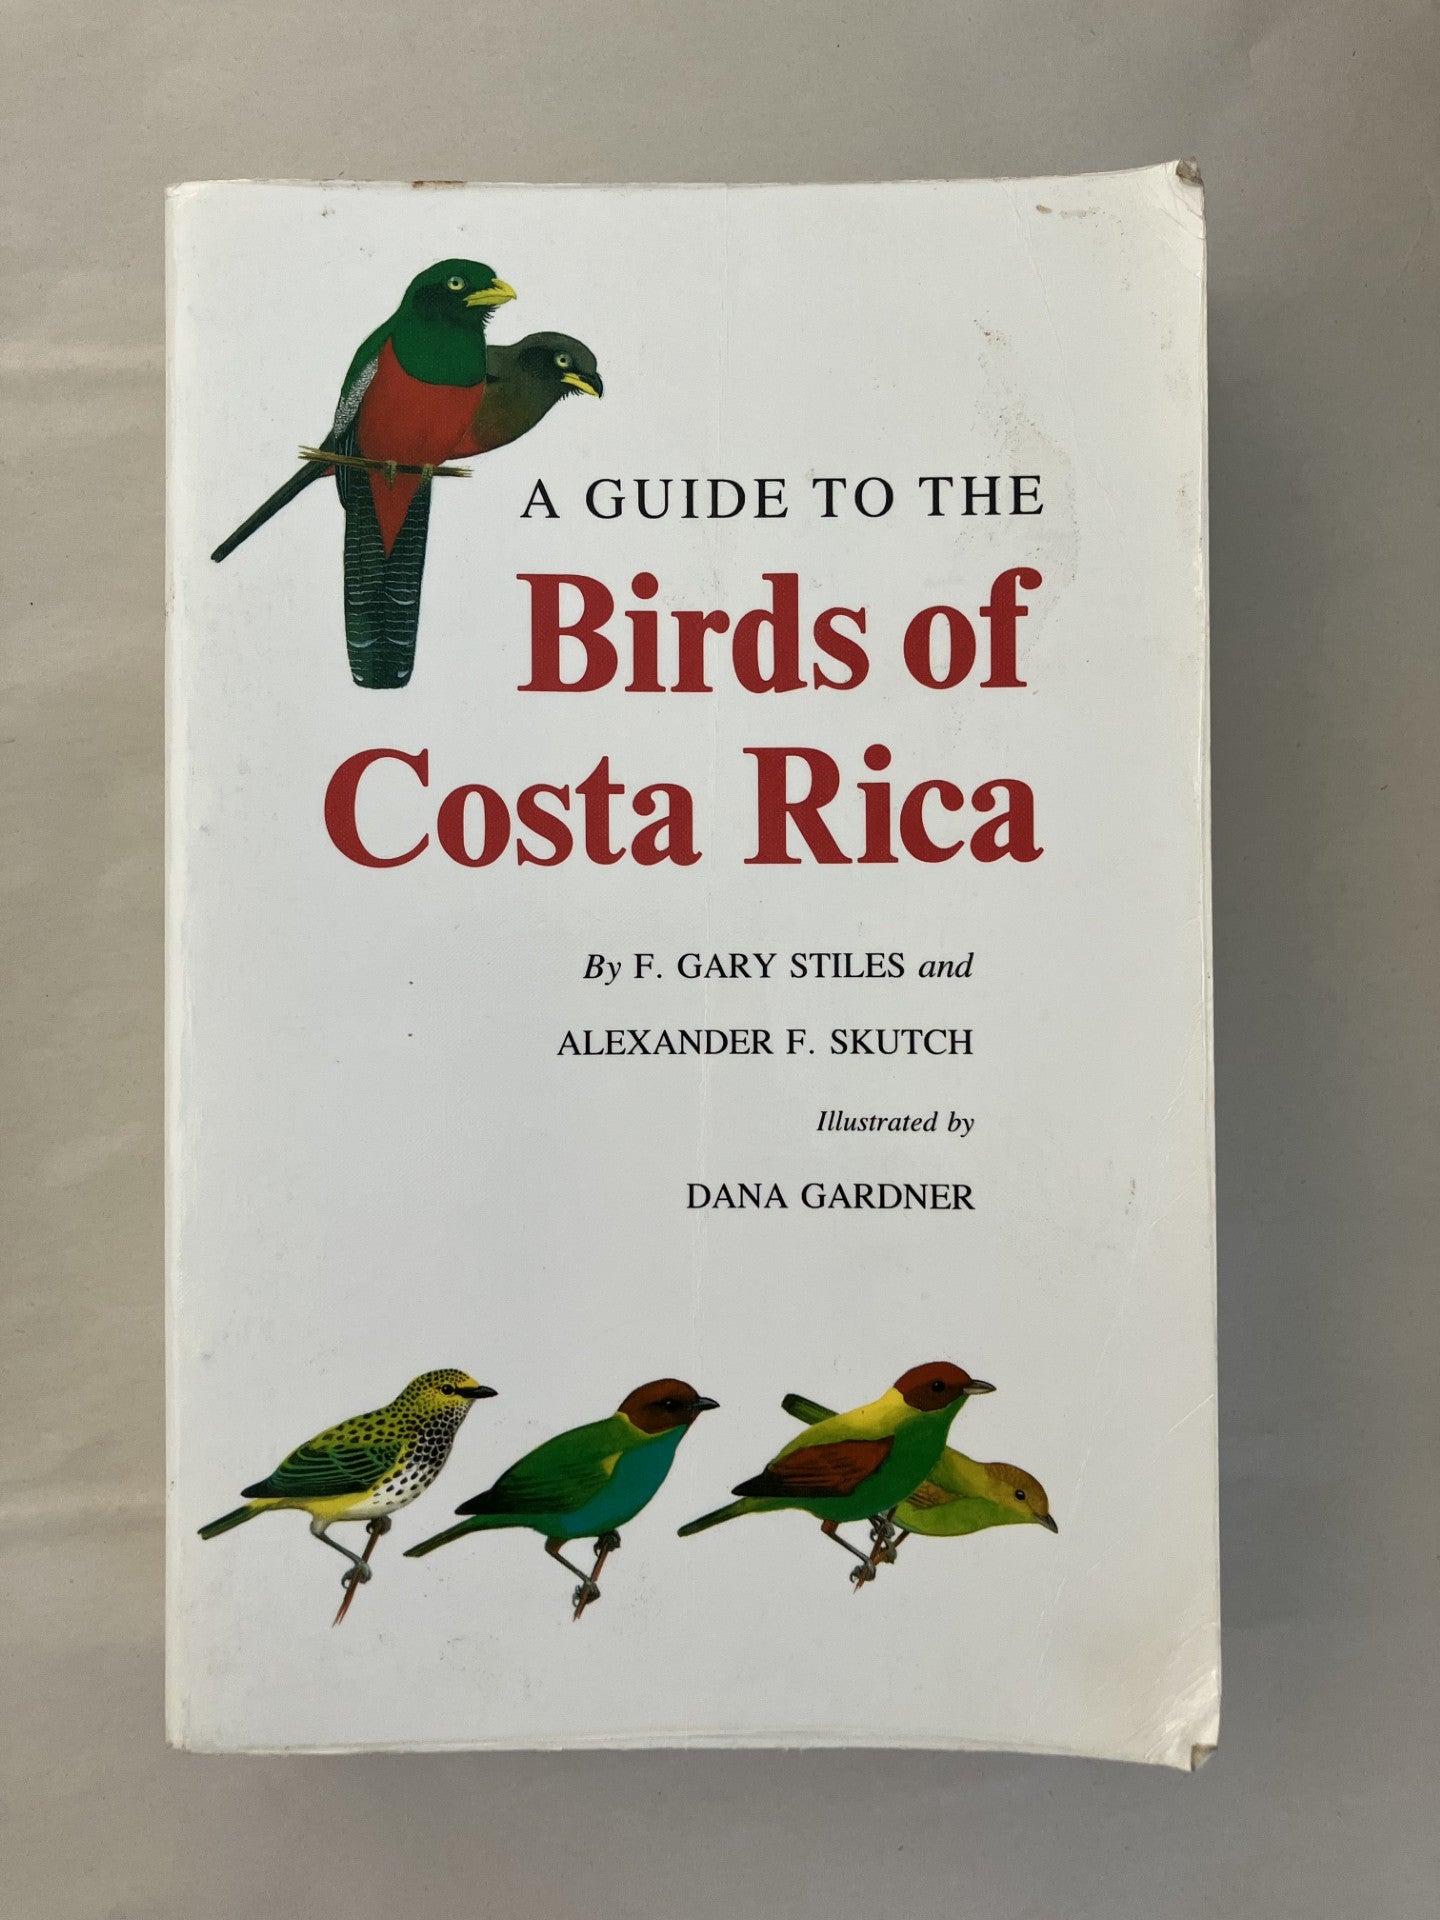 A GUIDE TO THE
Birds of
Costa Rica
By F. GARY STILES and
ALEXANDER F. SKUTCH
Illustrated by
DANA GARDNER